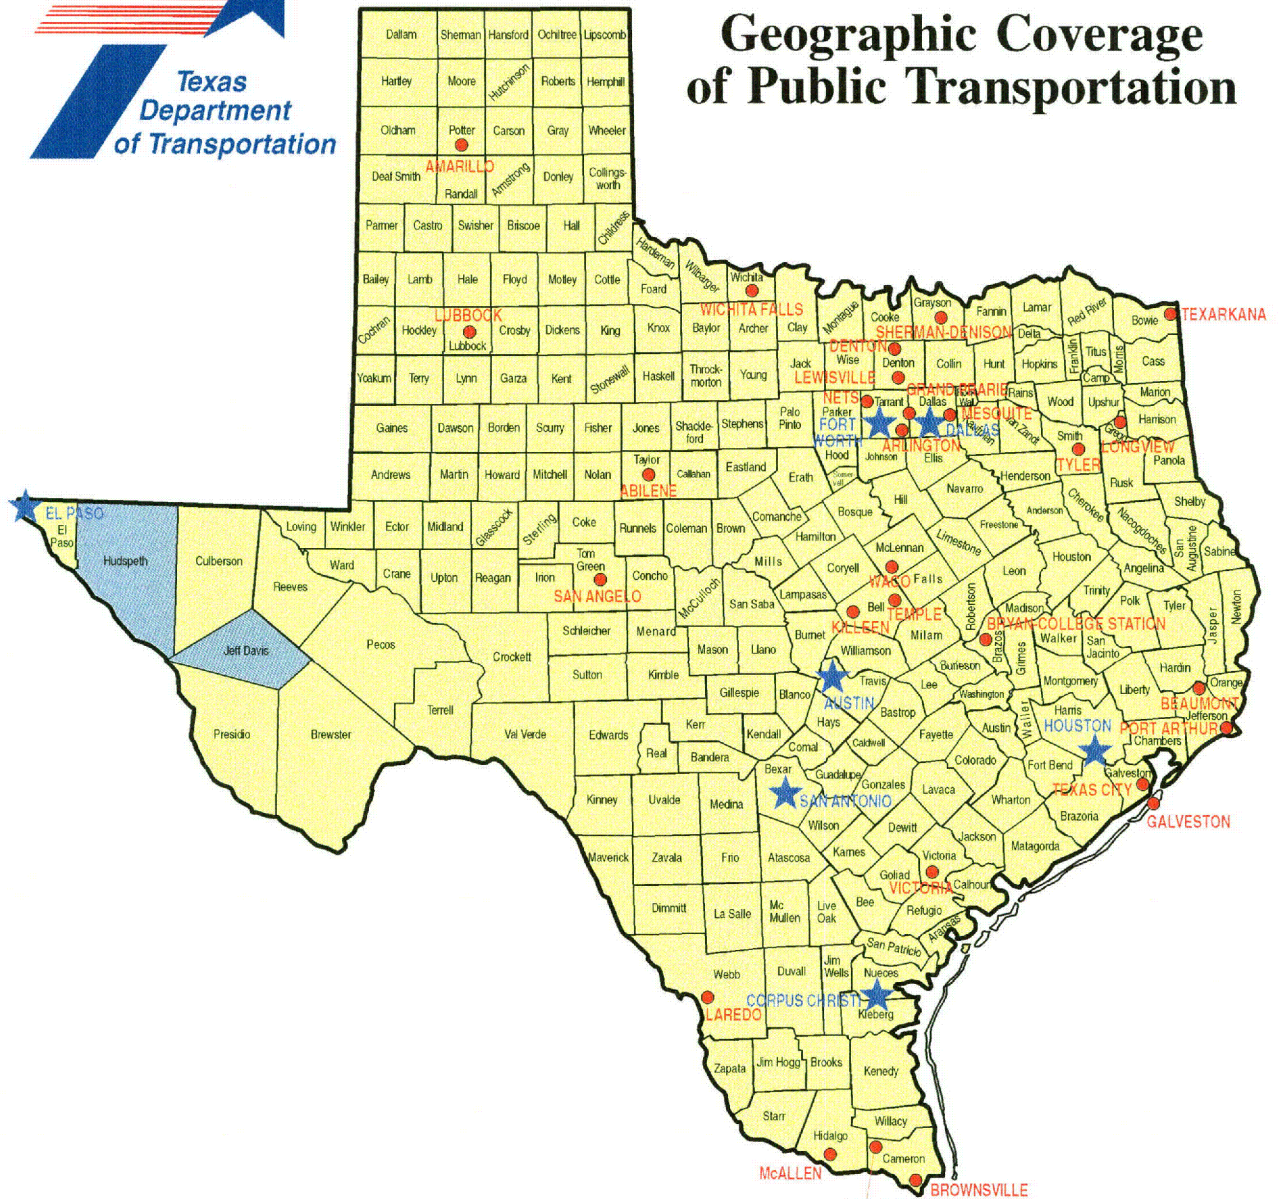 Geographic Coverage
of Public Transportation
Texas
Department
of Transportation
Dallam Sherman Hansford Ochiltree Lipscomb
Hartley Moore Hutchinson Roberts Hemphill
Oldham Potter Carson Gray Wheeler
AMARILLO
Deaf Smith Randall Armstrong Donley Collings-
worth
Parmer Castro Swisher Briscoe Hall Childress
Hardeman Wilbarger Wichita
Bailey Lamb Hale Floyd Motley Cottle Foard
WICHITA FALLS
LUBBOCK
Cochran Hockley Lubbock Crosby Dickens King Knox Baylor Archer Clay Montague Cooke Grayson Fannin Lamar Red River Bowie
TEXARKANA
SHERMAN-DENISON
Delta
DENTON
Yoakum Terry Lynn Garza Kent Stonewall Haskell Throck-
morton Young Jack Wise Denton Collin Hunt Hopkins Franklin Titus Morris Cass
Camp
LEWISVILLE
GRAND PRARIE
NETS
Gaines Dawson Borden Scurry Fisher Jones Shackle-
ford Stephens Palo
Pinto Parker Tarrant Dallas Rains Wood Upshur Marion
Harrison
MESQUITE
FORT
WORTH
DALLAS
ARLINGTON
Van Zandt Smith Gregg
LONGVIEW
TYLER
Andrews Martin Howard Mitchell Nolan Taylor Callahan Eastland Erath Hood Johnson Ellis Henderson Rusk Panola
ABILENE
Somer-
vell
EL PASO
El
Paso Hudspeth Culberson Reeves Loving Winkler Ector Midland Glasscock Sterling Coke Runnels Coleman Brown Comanche Bosque Hill Navarro Anderson Cherokee Nacogdoches Shelby
Hamilton Freestone Limestone San
Augustine Sabine
Ward Crane Upton Reagan Irion Tom
Green Concho McCulloch Mills Coryell McLennan Falls Leon Houston Angelina
SAN ANGELO
WACO
San Saba Lampasas Bell Robertson Madison Trinity Polk Tyler Jasper Newton
TEMPLE
KILLEEN
BRYAN-COLLEGE STATION
Jeff Davis Pecos Crockett Schleicher Menard Mason Llano Burnet Williamson Milam Brazos Grimes Walker San
Jacinto Hardin
Sutton Kimble Burleson Montgomery Liberty Orange
Terrell Gillespie Blanco Travis Lee Washington
AUSTIN
BEAUMONT
Presidio Brewster Val Verde Edwards Kerr Kendall Hays Bastrop Fayette Austin Waller Harris Jefferson
HOUSTON
PORT ARTHUR
Real Bandera Comal Caldwell Colorado Fort Bend Chambers
Bexar Guadalupe Gonzales Lavaca Galveston
SAN ANTONIO
TEXAS CITY
Kinney Uvalde Medina Wilson Dewitt Wharton Brazoria
GALVESTON
Maverick Zavala Frio Atascosa Karnes Jackson Matagorda
Victoria Goliad Calhoun
VICTORIA
Dimmitt La Salle Mc
Mullen Live
Oak Bee Refugio Aransas
San Patricio
Webb Duvall Jim
Wells Nueces
CORPUS CHRISTI
LAREDO
Kleberg
Zapata Jim Hogg Brooks Kenedy
Starr Willacy
Hidalgo
Cameron
McALLEN
BROWNSVILLE